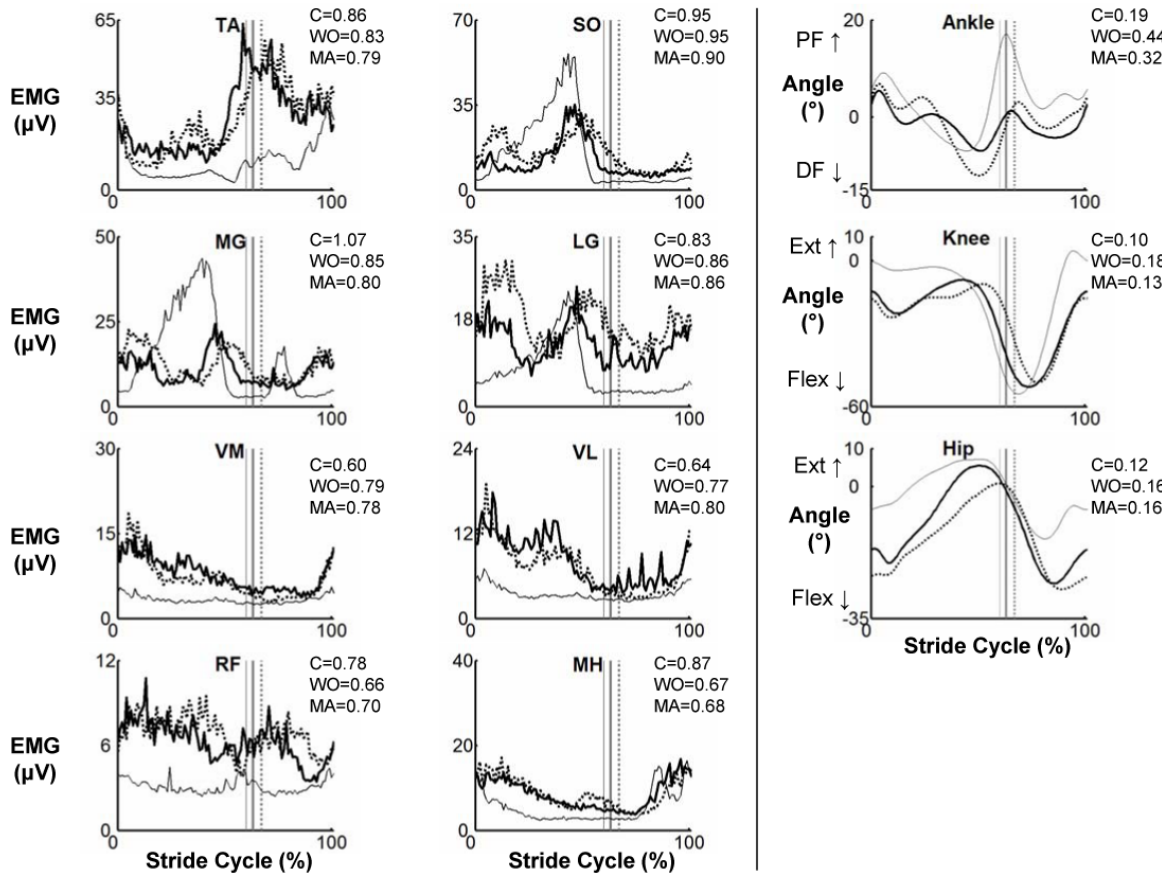 65
TA
C=0.86
WO=0.83
MA=0.79
EMG
(µV)
35
0
0
100
70
SO
C=0.95
WO=0.95
MA=0.90
35
0
0
100
20
Ankle
C=0.19
WO=0.44
MA=0.32
PF ↑
Angle
(°)
0
DF ↓
-15
0
100
50
MG
C=1.07
WO=0.85
MA=0.80
EMG
(µV)
25
0
0
100
35
LG
C=0.83
WO=0.86
MA=0.86
18
0
0
100
10
Knee
C=0.10
WO=0.18
MA=0.13
Ext ↑
0
Angle
(°)
Flex ↓
-60
0
100
30
VM
C=0.60
WO=0.79
MA=0.78
EMG
(µV)
15
0
0
100
24
VL
C=0.64
WO=0.77
MA=0.80
12
0
0
100
10
Hip
C=0.12
WO=0.16
MA=0.16
Ext ↑
0
Angle
(°)
Flex ↓
-35
0
100
Stride Cycle (%)
12
RF
C=0.78
WO=0.66
MA=0.70
EMG
(µV)
6
0
0
100
Stride Cycle (%)
40
MH
C=0.87
WO=0.67
MA=0.68
20
0
0
100
Stride Cycle (%)